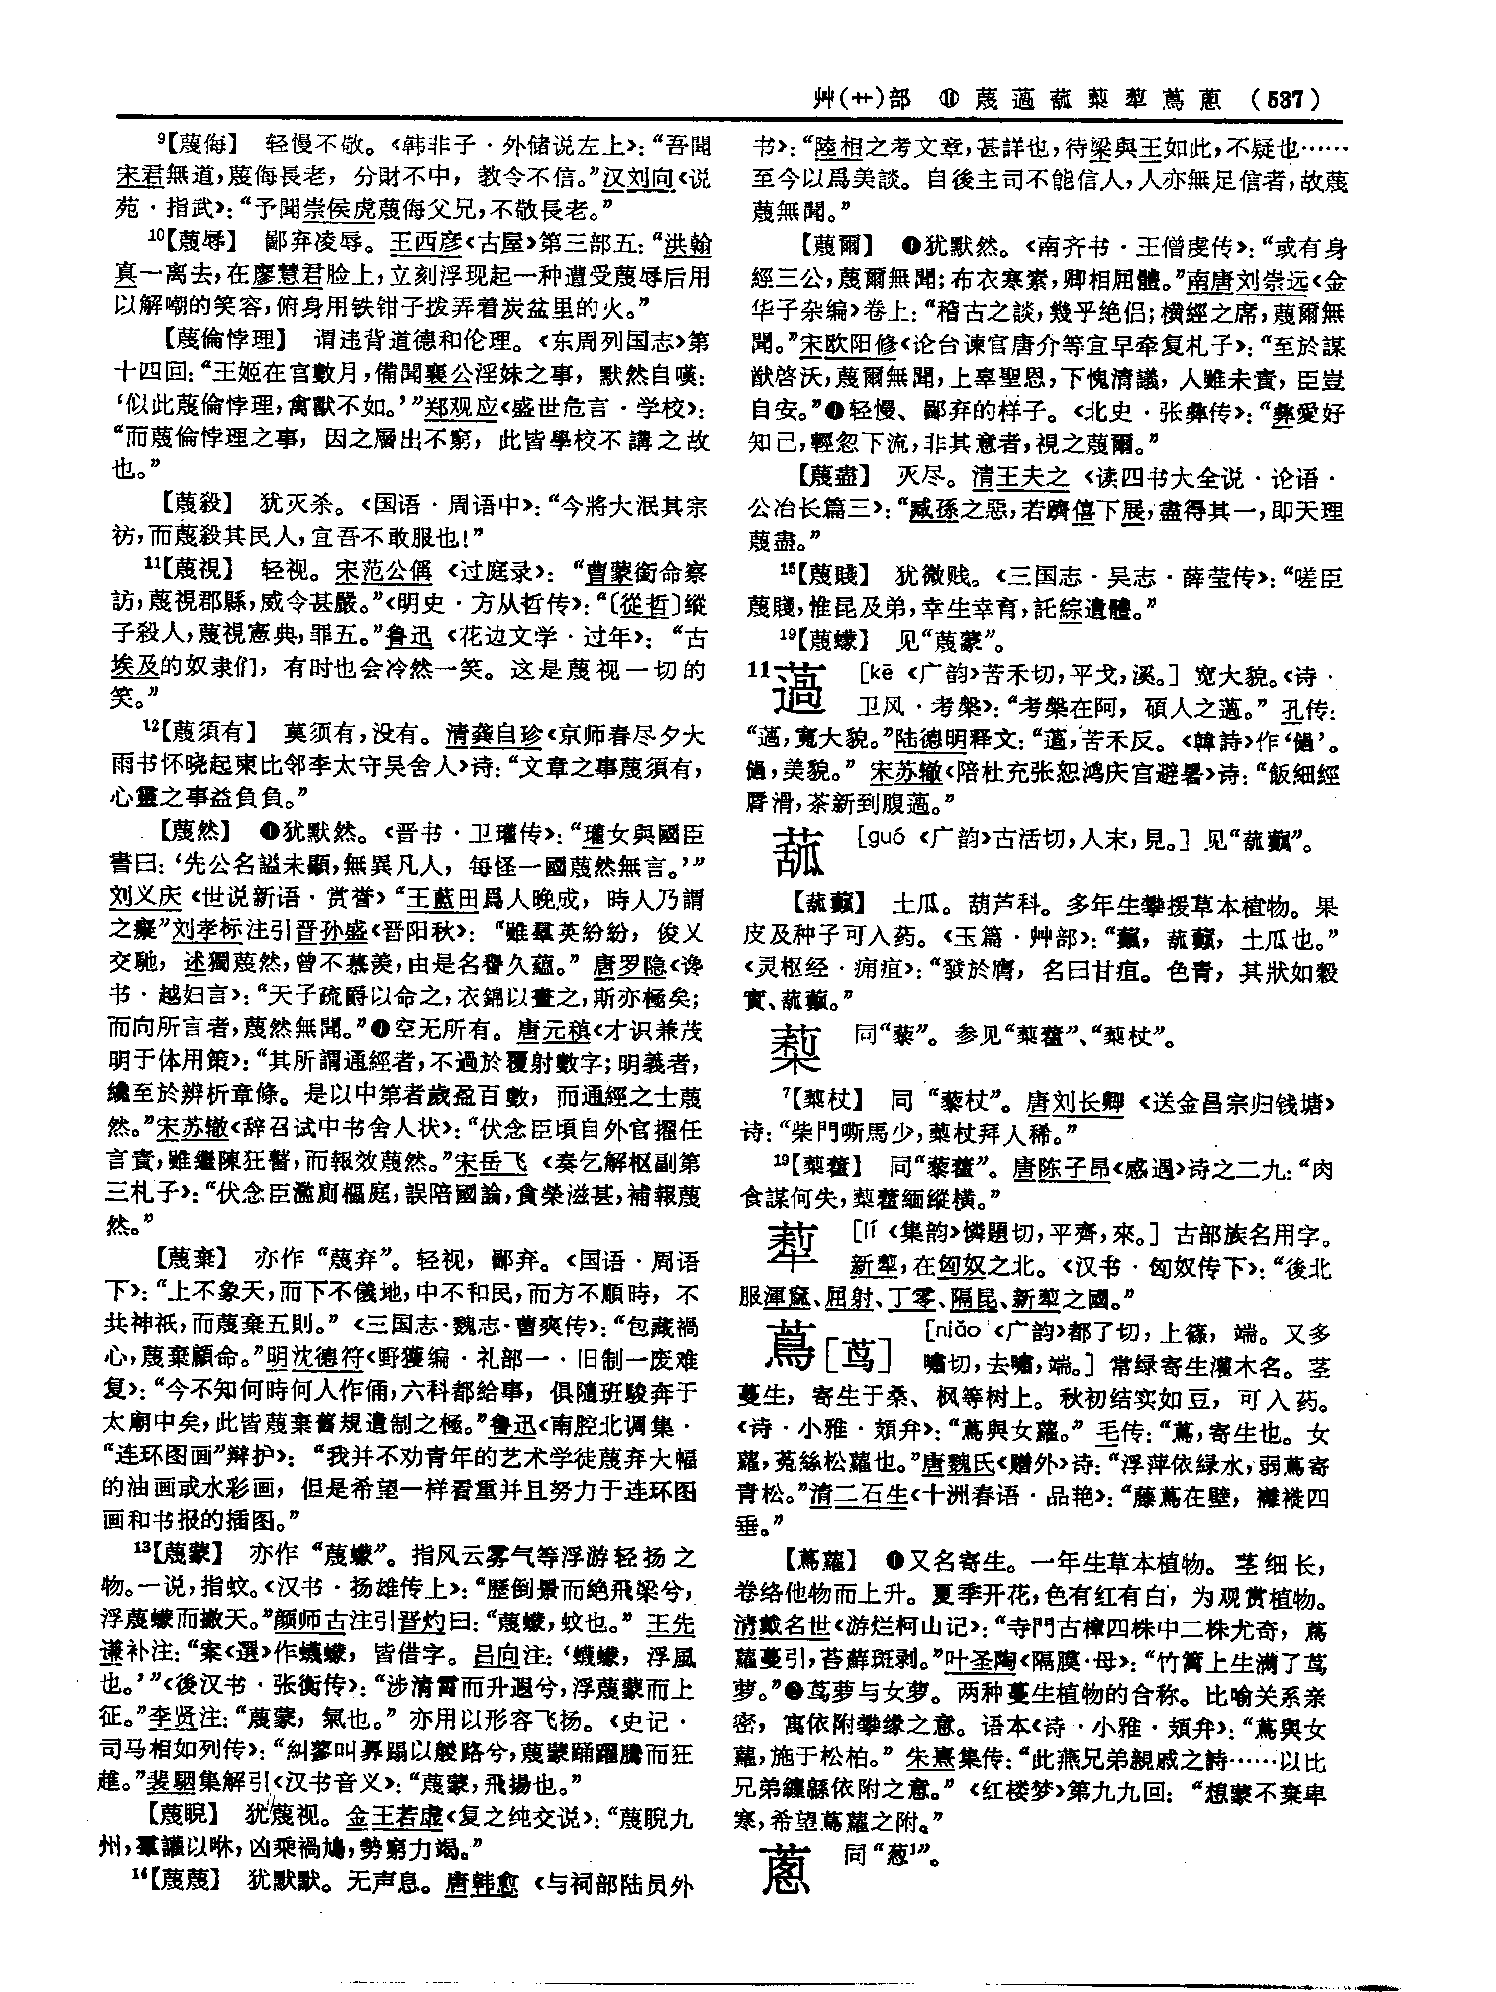 艸(艹)部 ⑪ 蔑薖䓙蔾犂蔦蔥 (537)
⁹【蔑侮】 轻慢不敬。《韩非子·外储说左上》：“吾聞
宋君無道，蔑侮長老，分財不中，教令不信。”汉刘向《说
苑·指武》：“予聞崇侯虎蔑侮父兄，不敬長老。”
¹⁰【蔑辱】 鄙弃凌辱。王西彦《古屋》第三部五：“洪翰
真一离去，在廖慧君脸上，立刻浮现起一种遭受蔑辱后用
以解嘲的笑容，俯身用铁钳子拨弄着炭盆里的火。”
【蔑倫悖理】 谓违背道德和伦理。《东周列国志》第
十四回：“王姬在宫數月，備聞襄公淫妹之事，默然自嘆：
‘似此蔑倫悖理，禽獸不如。’”郑观应《盛世危言·学校》：
“而蔑倫悖理之事，因之層出不窮，此皆學校不講之故
也。”
【蔑殺】 犹灭杀。《国语·周语中》：“今將大泯其宗
祊，而蔑殺其民人，宜吾不敢服也！”
¹¹【蔑視】 轻视。宋范公偁《过庭录》：“曹蒙銜命察
訪，蔑視郡縣，威令甚嚴。”《明史·方从哲传》：“〔從哲〕縱
子殺人，蔑視憲典，罪五。”鲁迅《花边文学·过年》：“古
埃及的奴隶们，有时也会冷然一笑。这是蔑视一切的
笑。”
¹²【蔑須有】 莫须有，没有。清龚自珍《京师春尽夕大
雨书怀晓起柬比邻李太守吴舍人》诗：“文章之事蔑須有，
心靈之事益負負。”
【蔑然】 ❶犹默然。《晋书·卫瓘传》：“瓘女與國臣
書曰：‘先公名謚未顯，無異凡人，每怪一國蔑然無言。’”
刘义庆《世说新语·赏誉》“王藍田爲人晚成，時人乃謂
之癡”刘孝标注引晋孙盛《晋阳秋》：“雖羣英紛紛，俊乂
交馳，述獨蔑然，曾不慕羡，由是名譽久蕴。”唐罗隐《谗
书·越妇言》：“天子疏爵以命之，衣錦以晝之，斯亦極矣；
而向所言者，蔑然無聞。”❷空无所有。唐元稹《才识兼茂
明于体用策》：“其所謂通經者，不過於覆射數字；明義者，
纔至於辨析章條。是以中第者歲盈百數，而通經之士蔑
然。”宋苏辙《辞召试中书舍人状》：“伏念臣頃自外官擢任
言責，雖繼陳狂瞽，而報效蔑然。”宋岳飞《奏乞解枢副第
三札子》：“伏念臣濫廁樞庭，誤陪國論，貪榮滋甚，補報蔑
然。”
【蔑棄】 亦作“蔑弃”。轻视，鄙弃。《国语·周语
下》：“上不象天，而下不儀地，中不和民，而方不順時，不
共神祇，而蔑棄五則。”《三国志·魏志·曹爽传》：“包藏禍
心，蔑棄顧命。”明沈德符《野獲编·礼部一·旧制一废难
复》：“今不知何時何人作俑，六科都給事，俱隨班駿奔于
太廟中矣，此皆蔑棄舊規遺制之極。”鲁迅《南腔北调集·
“连环图画”辩护》：“我并不劝青年的艺术学徒蔑弃大幅
的油画或水彩画，但是希望一样看重并且努力于连环图
画和书报的插图。”
¹³【蔑蒙】 亦作“蔑蠓”。指风云雾气等浮游轻扬之
物。一说，指蚊。《汉书·扬雄传上》：“歷倒景而絶飛梁兮，
浮蔑蠓而撇天。”颜师古注引晋灼曰：“蔑蠓，蚊也。”王先
谦补注：“案《選》作蠛蠓，皆借字。吕向注：‘蠛蠓，浮風
也。’”《後汉书·张衡传》：“涉清霄而升遐兮，浮蔑蒙而上
征。”李贤注：“蔑蒙，氣也。”亦用以形容飞扬。《史记·
司马相如列传》：“糾蓼叫奡蹋以艐路兮，蔑蒙踊躍騰而狂
趡。”裴駰集解引《汉书音义》：“蔑蒙，飛揚也。”
【蔑睨】 犹蔑视。金王若虚《复之纯交说》：“蔑睨九
州，羣讙以咻，凶乘禍鳩，勢窮力竭。”
¹⁴【蔑蔑】 犹默默。无声息。唐韩愈《与祠部陆员外
书》：“陸相之考文章，甚詳也，待梁與王如此，不疑也……
至今以爲美談。自後主司不能信人，人亦無足信者，故蔑
蔑無聞。”
【蔑爾】 ❶犹默然。《南齐书·王僧虔传》：“或有身
經三公，蔑爾無聞；布衣寒素，卿相屈體。”南唐刘崇远《金
华子杂编》卷上：“稽古之談，幾乎绝侣；横經之席，蔑爾無
聞。”宋欧阳修《论台谏官唐介等宜早牵复札子》：“至於謀
猷啓沃，蔑爾無聞，上辜聖恩，下愧清議，人雖未責，臣豈
自安。”❷轻慢、鄙弃的样子。《北史·张彝传》：“彝愛好
知己，輕忽下流，非其意者，視之蔑爾。”
【蔑盡】 灭尽。清王夫之《读四书大全说·论语·
公冶长篇三》：“臧孫之惡，若躋僖下展，盡得其一，即天理
蔑盡。”
¹⁵【蔑賤】 犹微贱。《三国志·吴志·薛莹传》：“嗟臣
蔑賤，惟昆及弟，幸生幸育，託綜遺體。”
¹⁹【蔑蠓】 见“蔑蒙”。
11薖 [kē《广韵》苦禾切，平戈，溪。] 宽大貌。《诗·
卫风·考槃》：“考槃在阿，碩人之薖。”孔传：
“薖，寬大貌。”陆德明释文：“薖，苦禾反。《韓詩》作‘𠏀’。
𠏀，美貌。”宋苏辙《陪杜充张恕鸿庆宫避暑》诗：“飯細經
脣滑，茶新到腹薖。”
䓙 [guó《广韵》古活切，入末，見。] 见“䓙𧄐”。
【䓙𧄐】 土瓜。葫芦科。多年生攀援草本植物。果
皮及种子可入药。《玉篇·艸部》：“𧄐，䓙𧄐，土瓜也。”
《灵枢经·痈疽》：“發於膺，名曰甘疽。色青，其狀如穀
實、䓙𧄐。”
蔾 同“藜”。参见“蔾藿”、“蔾杖”。
⁷【蔾杖】 同“藜杖”。唐刘长卿《送金昌宗归钱塘》
诗：“柴門嘶馬少，蔾杖拜人稀。”
¹⁹【蔾藿】 同“藜藿”。唐陈子昂《感遇》诗之二九：“肉
食謀何失，蔾藿緬縱橫。”
[lí《集韵》憐題切，平齊，來。] 古部族名用字。
新䔣，在匈奴之北。《汉书·匈奴传下》：“後北
服渾窳、屈射、丁零、隔昆、新䔣之國。”
蔦[茑] [niǎo《广韵》都了切，上篠，端。又多
嘯切，去嘯，端。] 常绿寄生灌木名。茎
蔓生，寄生于桑、枫等树上。秋初结实如豆，可入药。
《诗·小雅·頍弁》：“蔦與女蘿。”毛传：“蔦，寄生也。女
蘿，菟絲松蘿也。”唐魏氏《赠外》诗：“浮萍依緑水，弱蔦寄
青松。”清二石生《十洲春语·品艳》：“藤蔦在壁，襳褷四
垂。”
【蔦蘿】 ❶又名寄生。一年生草本植物。茎细长，
卷络他物而上升。夏季开花，色有红有白，为观赏植物。
清戴名世《游烂柯山记》：“寺門古樟四株中二株尤奇，蔦
蘿蔓引，苔蘚斑剥。”叶圣陶《隔膜·母》：“竹篱上生满了茑
萝。”❷茑萝与女萝。两种蔓生植物的合称。比喻关系亲
密，寓依附攀缘之意。语本《诗·小雅·頍弁》：“蔦與女
蘿，施于松柏。”朱熹集传：“此燕兄弟親戚之詩……以比
兄弟纏緜依附之意。”《红楼梦》第九九回：“想蒙不棄卑
寒，希望蔦蘿之附。”
蔥 同“葱¹”。